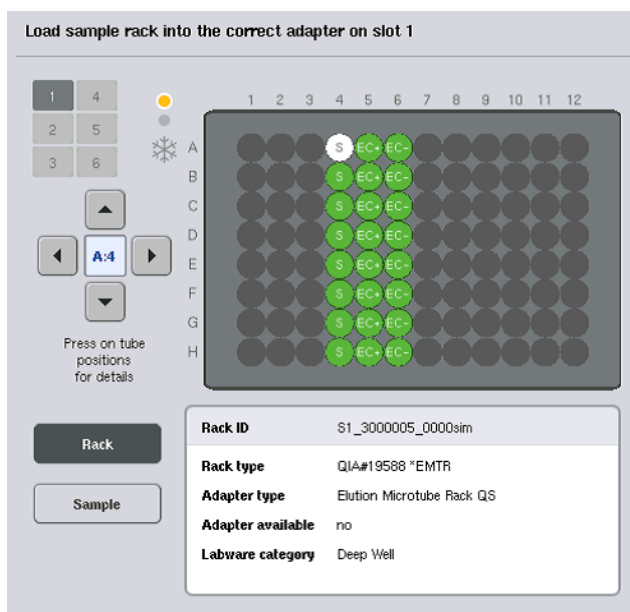 Load sample rack into the correct adapter on slot 1
1 4
2 5
3 6
1 2 3 4 5 6 7 8 9 10 11 12
A S EC+ EC-
B S EC+ EC-
C S EC+ EC-
D S EC+ EC-
E S EC+ EC-
F S EC+ EC-
G S EC+ EC-
H S EC+ EC-
A:4
Press on tube
positions
for details
Rack
Sample
Rack ID S1_3000005_0000sim
Rack type QIA#19588 *EMTR
Adapter type Elution Microtube Rack QS
Adapter available no
Labware category Deep Well